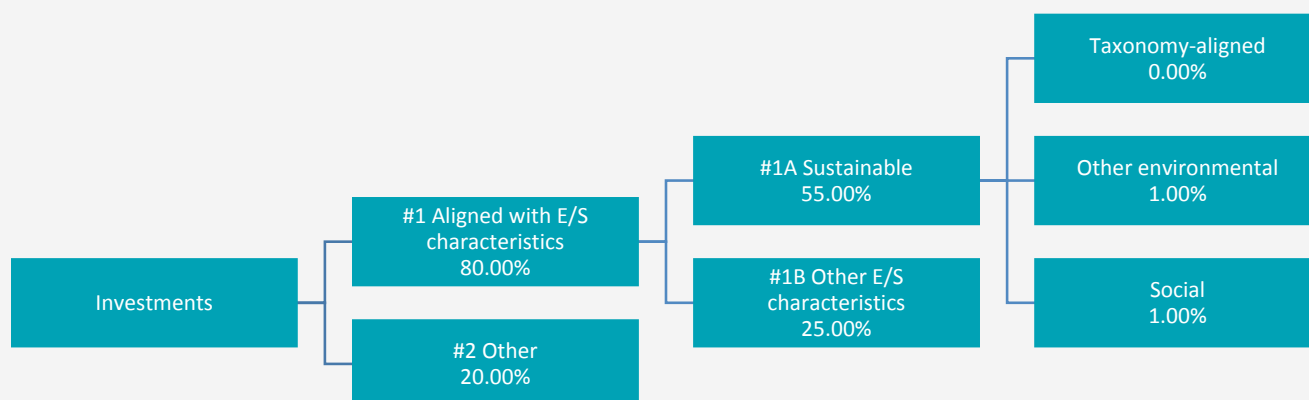 Investments
#1 Aligned with E/S
characteristics
80.00%
#2 Other
20.00%
#1A Sustainable
55.00%
#1B Other E/S
characteristics
25.00%
Taxonomy-aligned
0.00%
Other environmental
1.00%
Social
1.00%